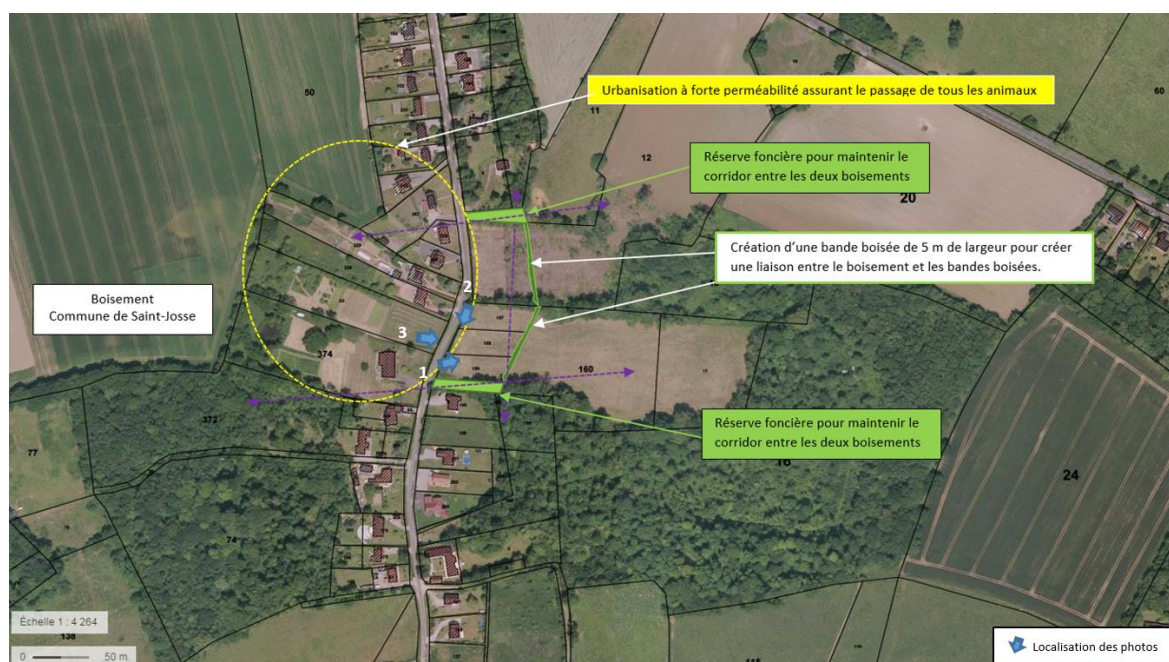 Urbanisation à forte perméabilité assurant le passage de tous les animaux
50
11
60
12
Réserve foncière pour maintenir le
corridor entre les deux boisements
20
Création d’une bande boisée de 5 m de largeur pour créer
une liaison entre le boisement et les bandes boisées.
Boisement
Commune de Saint-Josse
2
3
374
1
160
17
372
Réserve foncière pour maintenir le
corridor entre les deux boisements
77
16
24
74
Échelle 1 : 4 264
138
0 50 m.
115
Localisation des photos